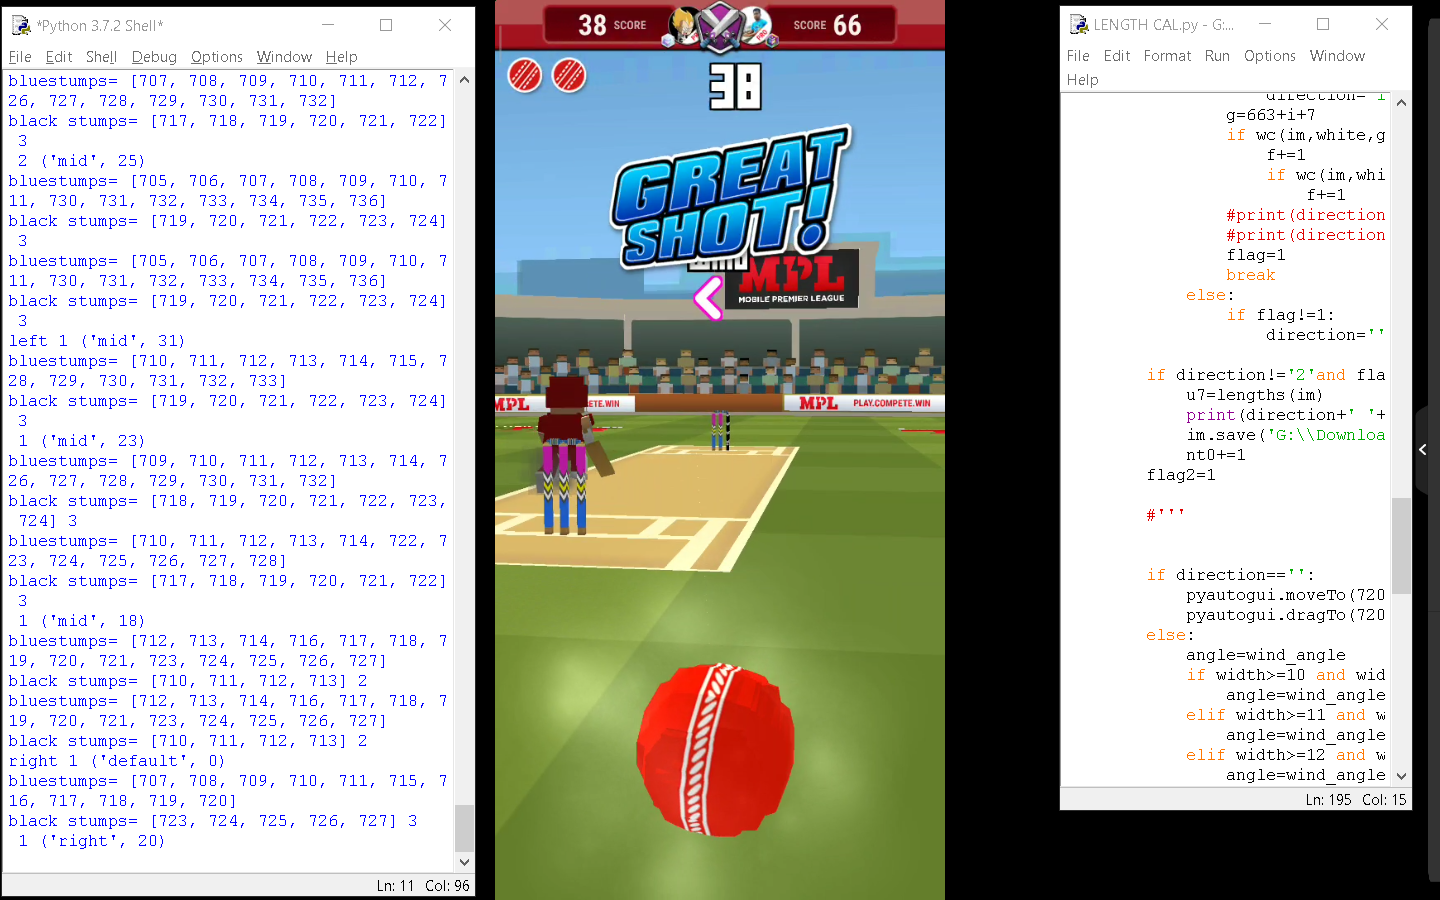 *Python 3.7.2 Shell*
File Edit Shell Debug Options Window Help
bluestumps= [707, 708, 709, 710, 711, 712, 7
26, 727, 728, 729, 730, 731, 732]
black stumps= [717, 718, 719, 720, 721, 722]
3
2 ('mid', 25)
bluestumps= [705, 706, 707, 708, 709, 710, 7
11, 730, 731, 732, 733, 734, 735, 736]
black stumps= [719, 720, 721, 722, 723, 724]
3
bluestumps= [705, 706, 707, 708, 709, 710, 7
11, 730, 731, 732, 733, 734, 735, 736]
black stumps= [719, 720, 721, 722, 723, 724]
3
left 1 ('mid', 31)
bluestumps= [710, 711, 712, 713, 714, 715, 7
28, 729, 730, 731, 732, 733]
black stumps= [719, 720, 721, 722, 723, 724]
3
1 ('mid', 23)
bluestumps= [709, 710, 711, 712, 713, 714, 7
26, 727, 728, 729, 730, 731, 732]
black stumps= [718, 719, 720, 721, 722, 723,
724] 3
bluestumps= [710, 711, 712, 713, 714, 722, 7
23, 724, 725, 726, 727, 728]
black stumps= [717, 718, 719, 720, 721, 722]
3
1 ('mid', 18)
bluestumps= [712, 713, 714, 716, 717, 718, 7
19, 720, 721, 723, 724, 725, 726, 727]
black stumps= [710, 711, 712, 713] 2
bluestumps= [712, 713, 714, 716, 717, 718, 7
19, 720, 721, 723, 724, 725, 726, 727]
black stumps= [710, 711, 712, 713] 2
right 1 ('default', 0)
bluestumps= [707, 708, 709, 710, 711, 715, 7
16, 717, 718, 719, 720]
black stumps= [723, 724, 725, 726, 727] 3
1 ('right', 20)
Ln: 11 Col: 96
38 SCORE SCORE 66
PRO
38
GREAT
SHOT!
MPL
MOBILE PREMIER LEAGUE
MPL
TE.WIN
MPL
PLAY.COMPETE.WIN
LENGTH CAL.py - G:...
File Edit Format Run Options Window
Help
direction='1
g=663+i+7
if wc(im,white,g
f+=1
if wc(im,whi
f+=1
#print(direction
#print(direction
flag=1
break
else:
if flag!=1:
direction=''
if direction!='2'and fla
u7=lengths(im)
print(direction+' '+
im.save('G:\\Downloa
nt0+=1
flag2=1
#'''
if direction=='':
pyautogui.moveTo(720
pyautogui.dragTo(720
else:
angle=wind_angle
if width>=10 and wid
angle=wind_angle
elif width>=11 and w
angle=wind_angle
elif width>=12 and w
angle=wind_angle
Ln: 195 Col: 15